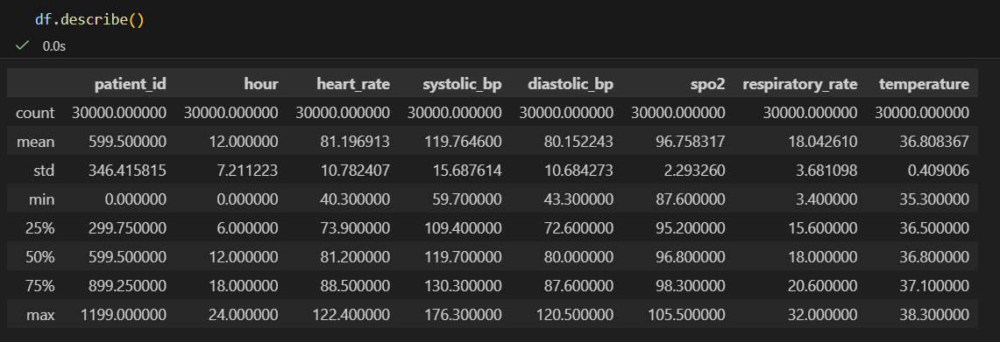 df.describe()
0.0s
patient_id hour heart_rate systolic_bp diastolic_bp spo2 respiratory_rate temperature
count 30000.000000 30000.000000 30000.000000 30000.000000 30000.000000 30000.000000 30000.000000 30000.000000
mean 599.500000 12.000000 81.196913 119.764600 80.152243 96.758317 18.042610 36.808367
std 346.415815 7.211223 10.782407 15.687614 10.684273 2.293260 3.681098 0.409006
min 0.000000 0.000000 40.300000 59.700000 43.300000 87.600000 3.400000 35.300000
25% 299.750000 6.000000 73.900000 109.400000 72.600000 95.200000 15.600000 36.500000
50% 599.500000 12.000000 81.200000 119.700000 80.000000 96.800000 18.000000 36.800000
75% 899.250000 18.000000 88.500000 130.300000 87.600000 98.300000 20.600000 37.100000
max 1199.000000 24.000000 122.400000 176.300000 120.500000 105.500000 32.000000 38.300000